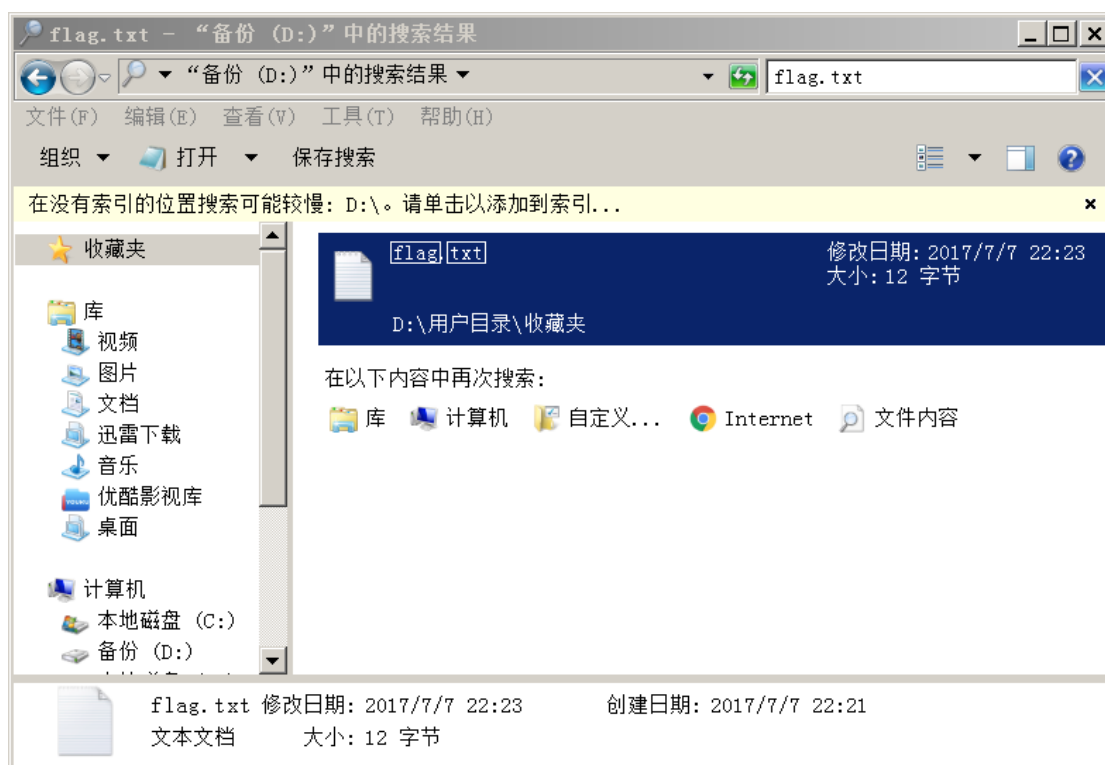 flag.txt - “备份 (D:)”中的搜索结果
“备份 (D:)”中的搜索结果
flag.txt
文件(F) 编辑(E) 查看(V) 工具(T) 帮助(H)
组织 打开 保存搜索
在没有索引的位置搜索可能较慢: D:\。请单击以添加到索引...
收藏夹
库
视频
图片
文档
迅雷下载
音乐
优酷影视库
桌面
计算机
本地磁盘 (C:)
备份 (D:)
flag.txt
修改日期: 2017/7/7 22:23
大小: 12 字节
D:\用户目录\收藏夹
在以下内容中再次搜索:
库 计算机 自定义... Internet 文件内容
flag.txt 修改日期: 2017/7/7 22:23 创建日期: 2017/7/7 22:21
文本文档 大小: 12 字节